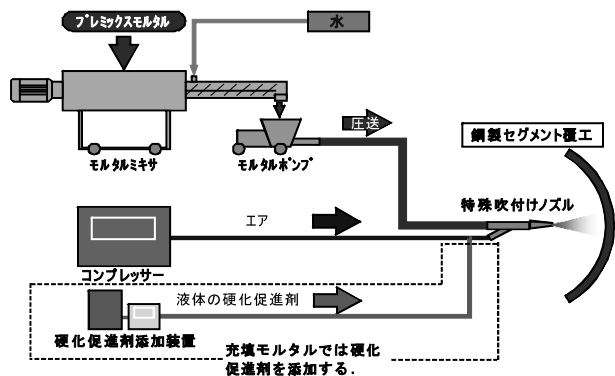 プレミックスモルタル
水
圧送
鋼製セグメント覆工
モルタルミキサ
モルタルポンプ
特殊吹付けノズル
エア
コンプレッサー
液体の硬化促進剤
硬化促進剤添加装置
充填モルタルでは硬化
促進剤を添加する.